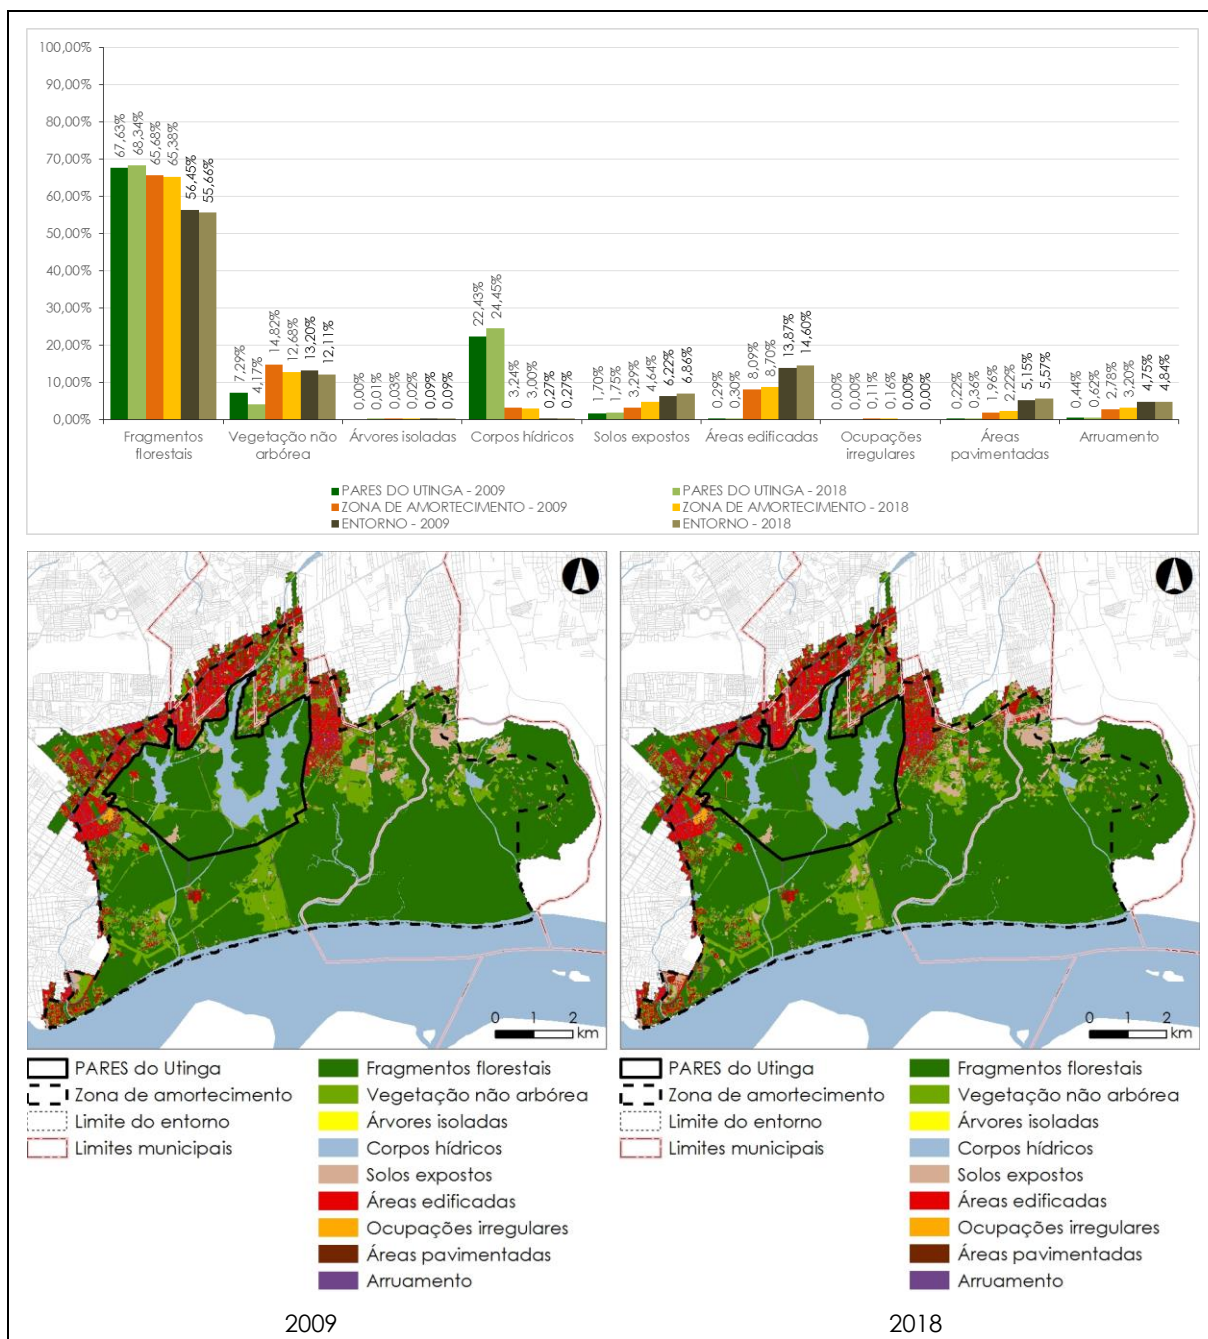 100,00%
90,00%
80,00%
70,00%
60,00%
50,00%
40,00%
30,00%
20,00%
10,00%
0,00%
67,63%
68,34%
65,68%
65,38%
56,45%
55,66%
7,29%
4,17%
14,82%
12,68%
13,20%
12,11%
0,00%
0,01%
0,03%
0,02%
0,09%
0,09%
22,43%
24,45%
3,24%
3,00%
0,27%
0,27%
1,70%
1,75%
3,29%
4,64%
6,22%
6,86%
0,29%
0,30%
8,09%
8,70%
13,87%
14,60%
0,00%
0,00%
0,11%
0,16%
0,00%
0,00%
0,22%
0,36%
1,96%
2,22%
5,15%
5,57%
0,44%
0,62%
2,78%
3,20%
4,75%
4,84%
Fragmentos
florestais
Vegetação não
arbórea
Árvores isoladas
Corpos hídricos
Solos expostos
Áreas edificadas
Ocupações
irregulares
Áreas
pavimentadas
Arruamento
PARES DO UTINGA - 2009
PARES DO UTINGA - 2018
ZONA DE AMORTECIMENTO - 2009
ZONA DE AMORTECIMENTO - 2018
ENTORNO - 2009
ENTORNO - 2018
0 1 2
km
0 1 2
km
PARES do Utinga
Zona de amortecimento
Limite do entorno
Limites municipais
Fragmentos florestais
Vegetação não arbórea
Árvores isoladas
Corpos hídricos
Solos expostos
Áreas edificadas
Ocupações irregulares
Áreas pavimentadas
Arruamento
PARES do Utinga
Zona de amortecimento
Limite do entorno
Limites municipais
Fragmentos florestais
Vegetação não arbórea
Árvores isoladas
Corpos hídricos
Solos expostos
Áreas edificadas
Ocupações irregulares
Áreas pavimentadas
Arruamento
2009
2018